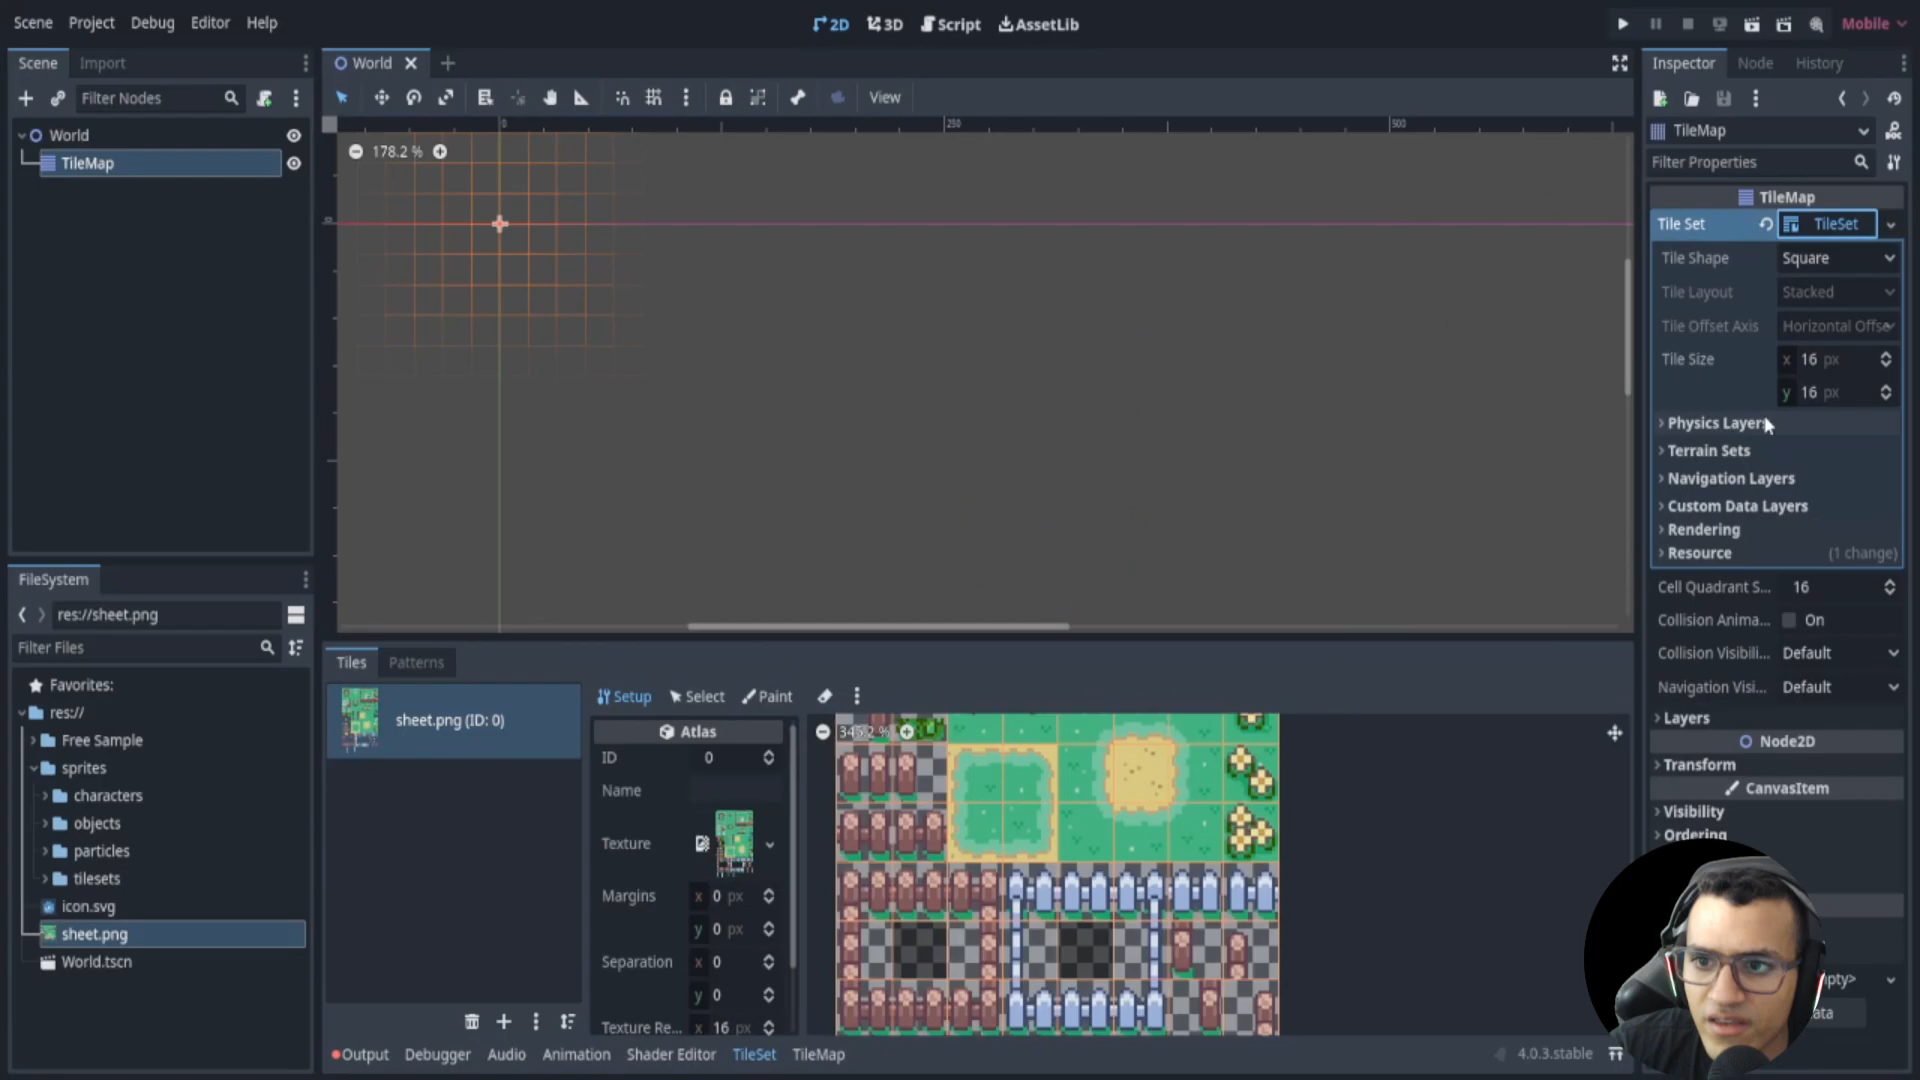 Scene Project Debug Editor Help
2D 3D Script AssetLib
Mobile
Scene Import
World
Inspector Node History
Filter Nodes
View
World
TileMap
0 250 500
178.2 %
0
TileMap
Filter Properties
TileMap
Tile Set TileSet
Tile Shape Square
Tile Layout Stacked
Tile Offset Axis Horizontal Offse
Tile Size x 16 px
y 16 px
Physics Layers
Terrain Sets
Navigation Layers
Custom Data Layers
Rendering
Resource (1 change)
Cell Quadrant S... 16
Collision Anima... On
Collision Visibili... Default
Navigation Visi... Default
Layers
Node2D
Transform
CanvasItem
Visibility
Ordering
FileSystem
res://sheet.png
Filter Files
Favorites:
res://
Free Sample
sprites
characters
objects
particles
tilesets
icon.svg
sheet.png
World.tscn
Tiles Patterns
sheet.png (ID: 0)
Setup Select Paint
Atlas
ID 0
Name
Texture
Margins x 0 px
y 0 px
Separation x 0
y 0
Texture Re... x 16 px
Output Debugger Audio Animation Shader Editor TileSet TileMap
4.0.3.stable